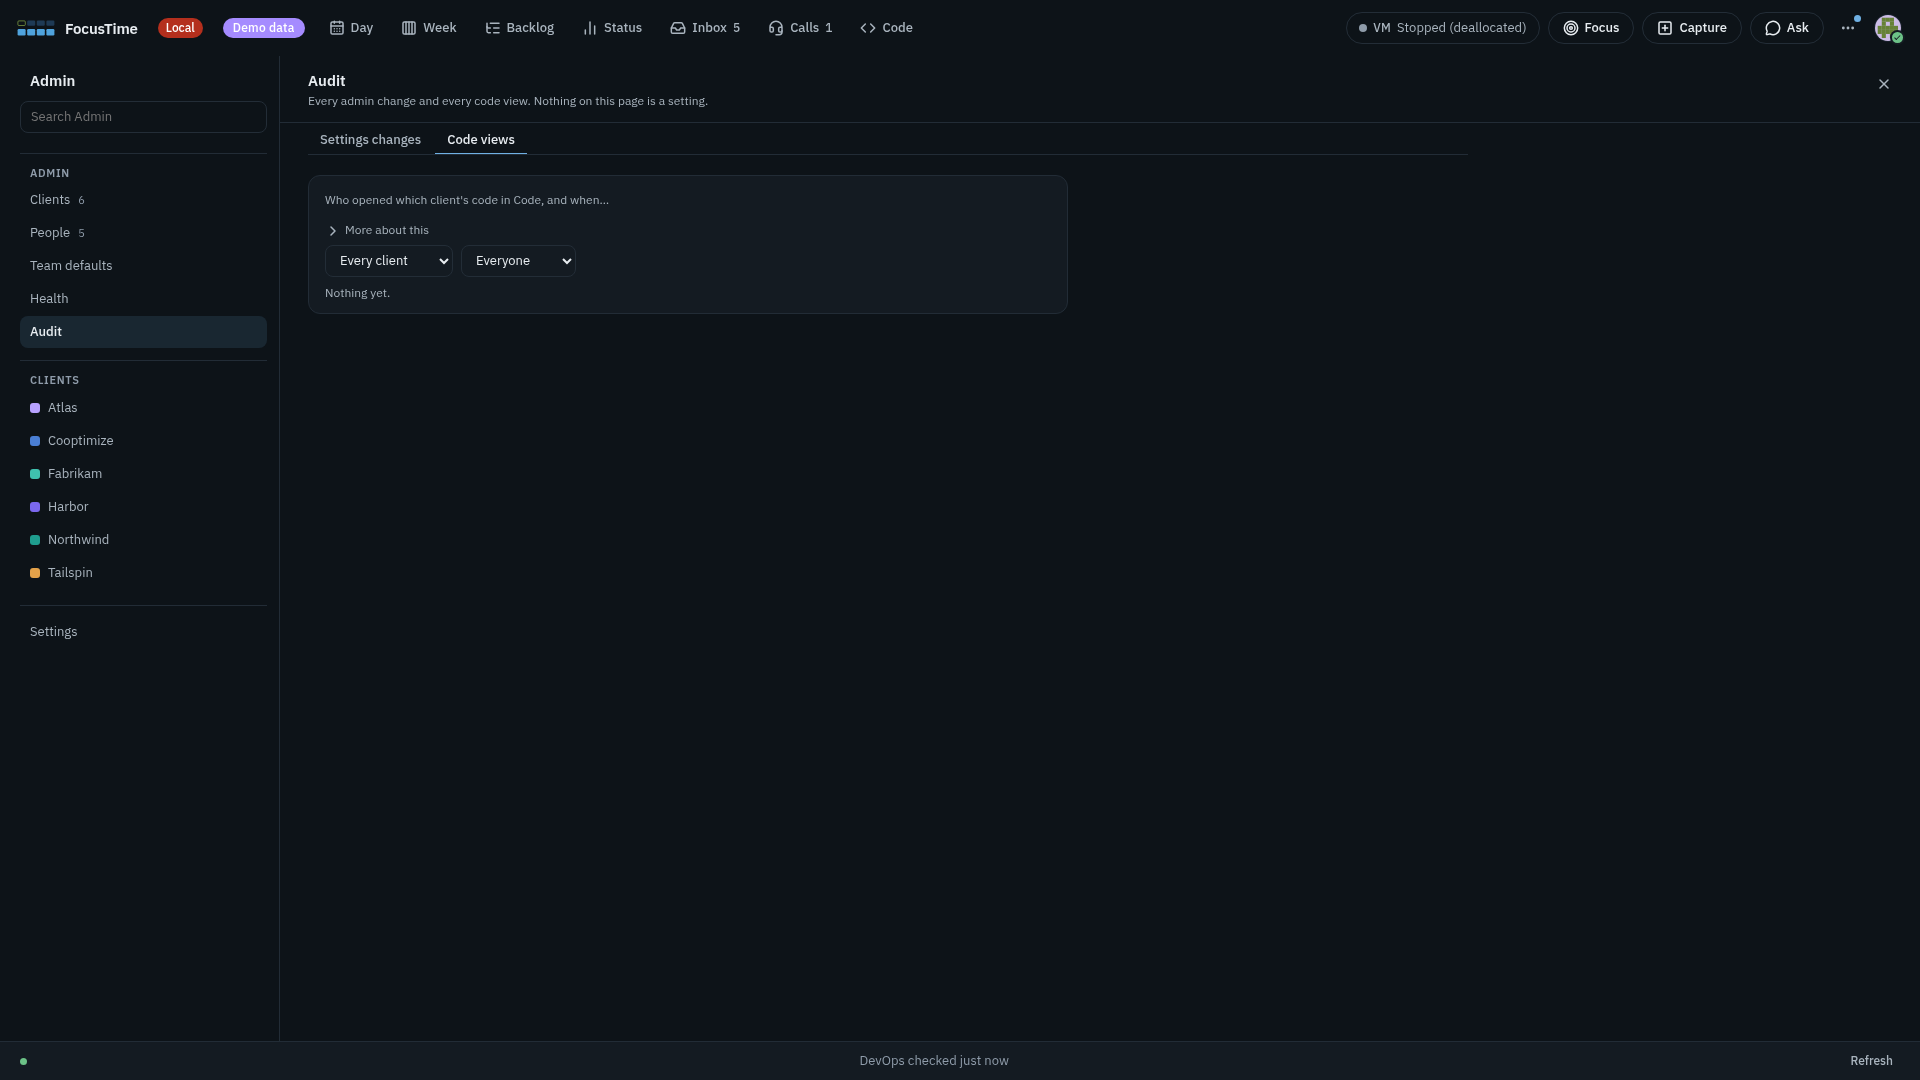 FocusTime
Local
Demo data
Day
Week
Backlog
Status
Inbox 5
Calls 1
Code
VM Stopped (deallocated)
Focus
Capture
Ask
Admin
Search Admin
ADMIN
Clients 6
People 5
Team defaults
Health
Audit
CLIENTS
Atlas
Cooptimize
Fabrikam
Harbor
Northwind
Tailspin
Settings
Audit
Every admin change and every code view. Nothing on this page is a setting.
Settings changes
Code views
Who opened which client's code in Code, and when...
More about this
Every client
Everyone
Nothing yet.
DevOps checked just now
Refresh